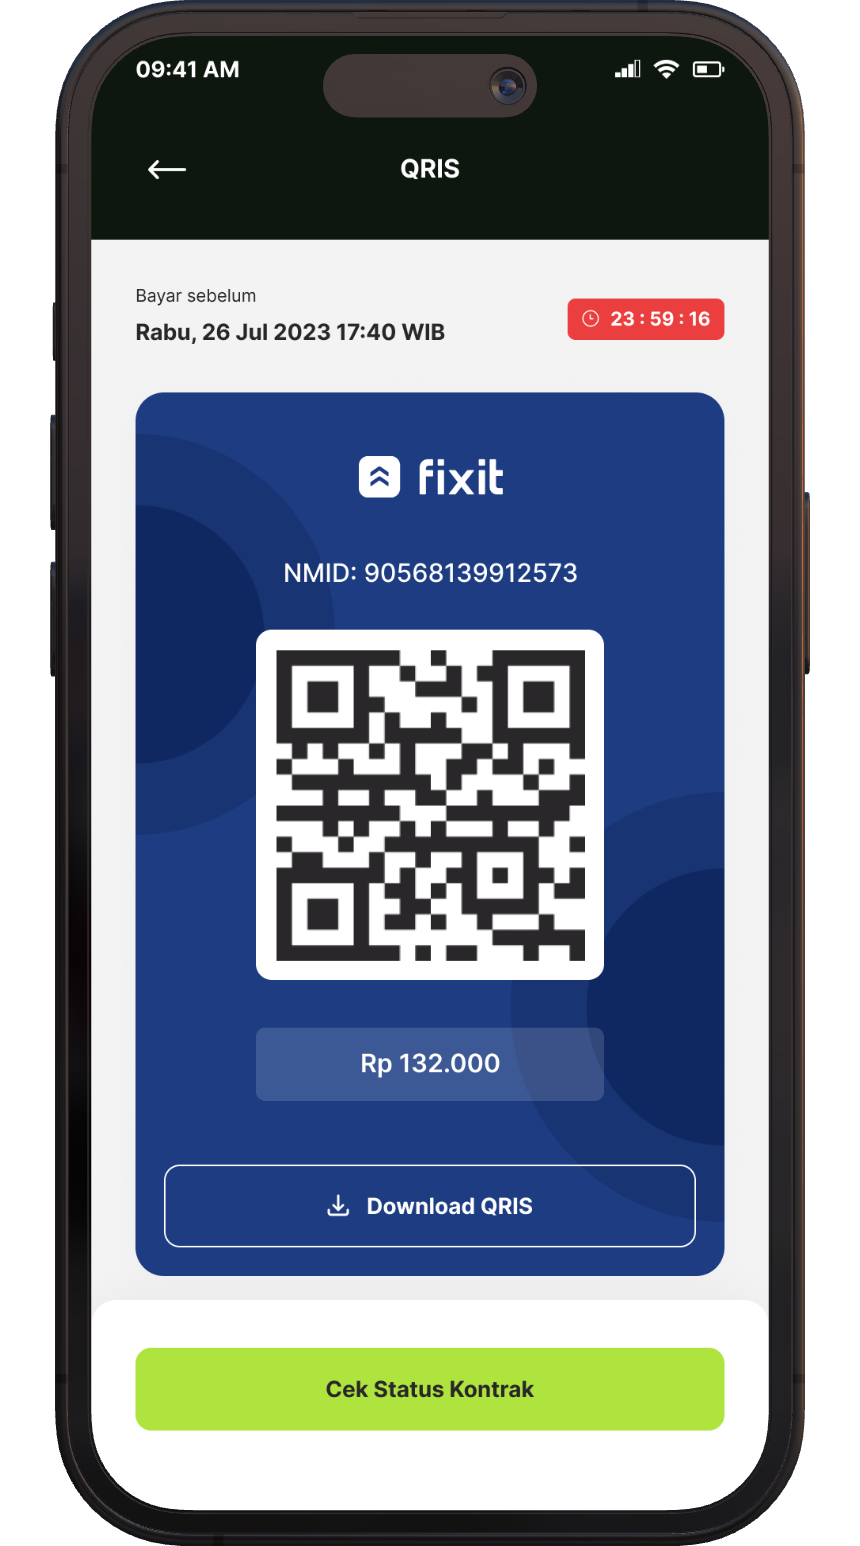 09:41 AM
QRIS
Bayar sebelum
Rabu, 26 Jul 2023 17:40 WIB
23 : 59 : 16
fixit
NMID: 90568139912573
Rp 132.000
Download QRIS
Cek Status Kontrak